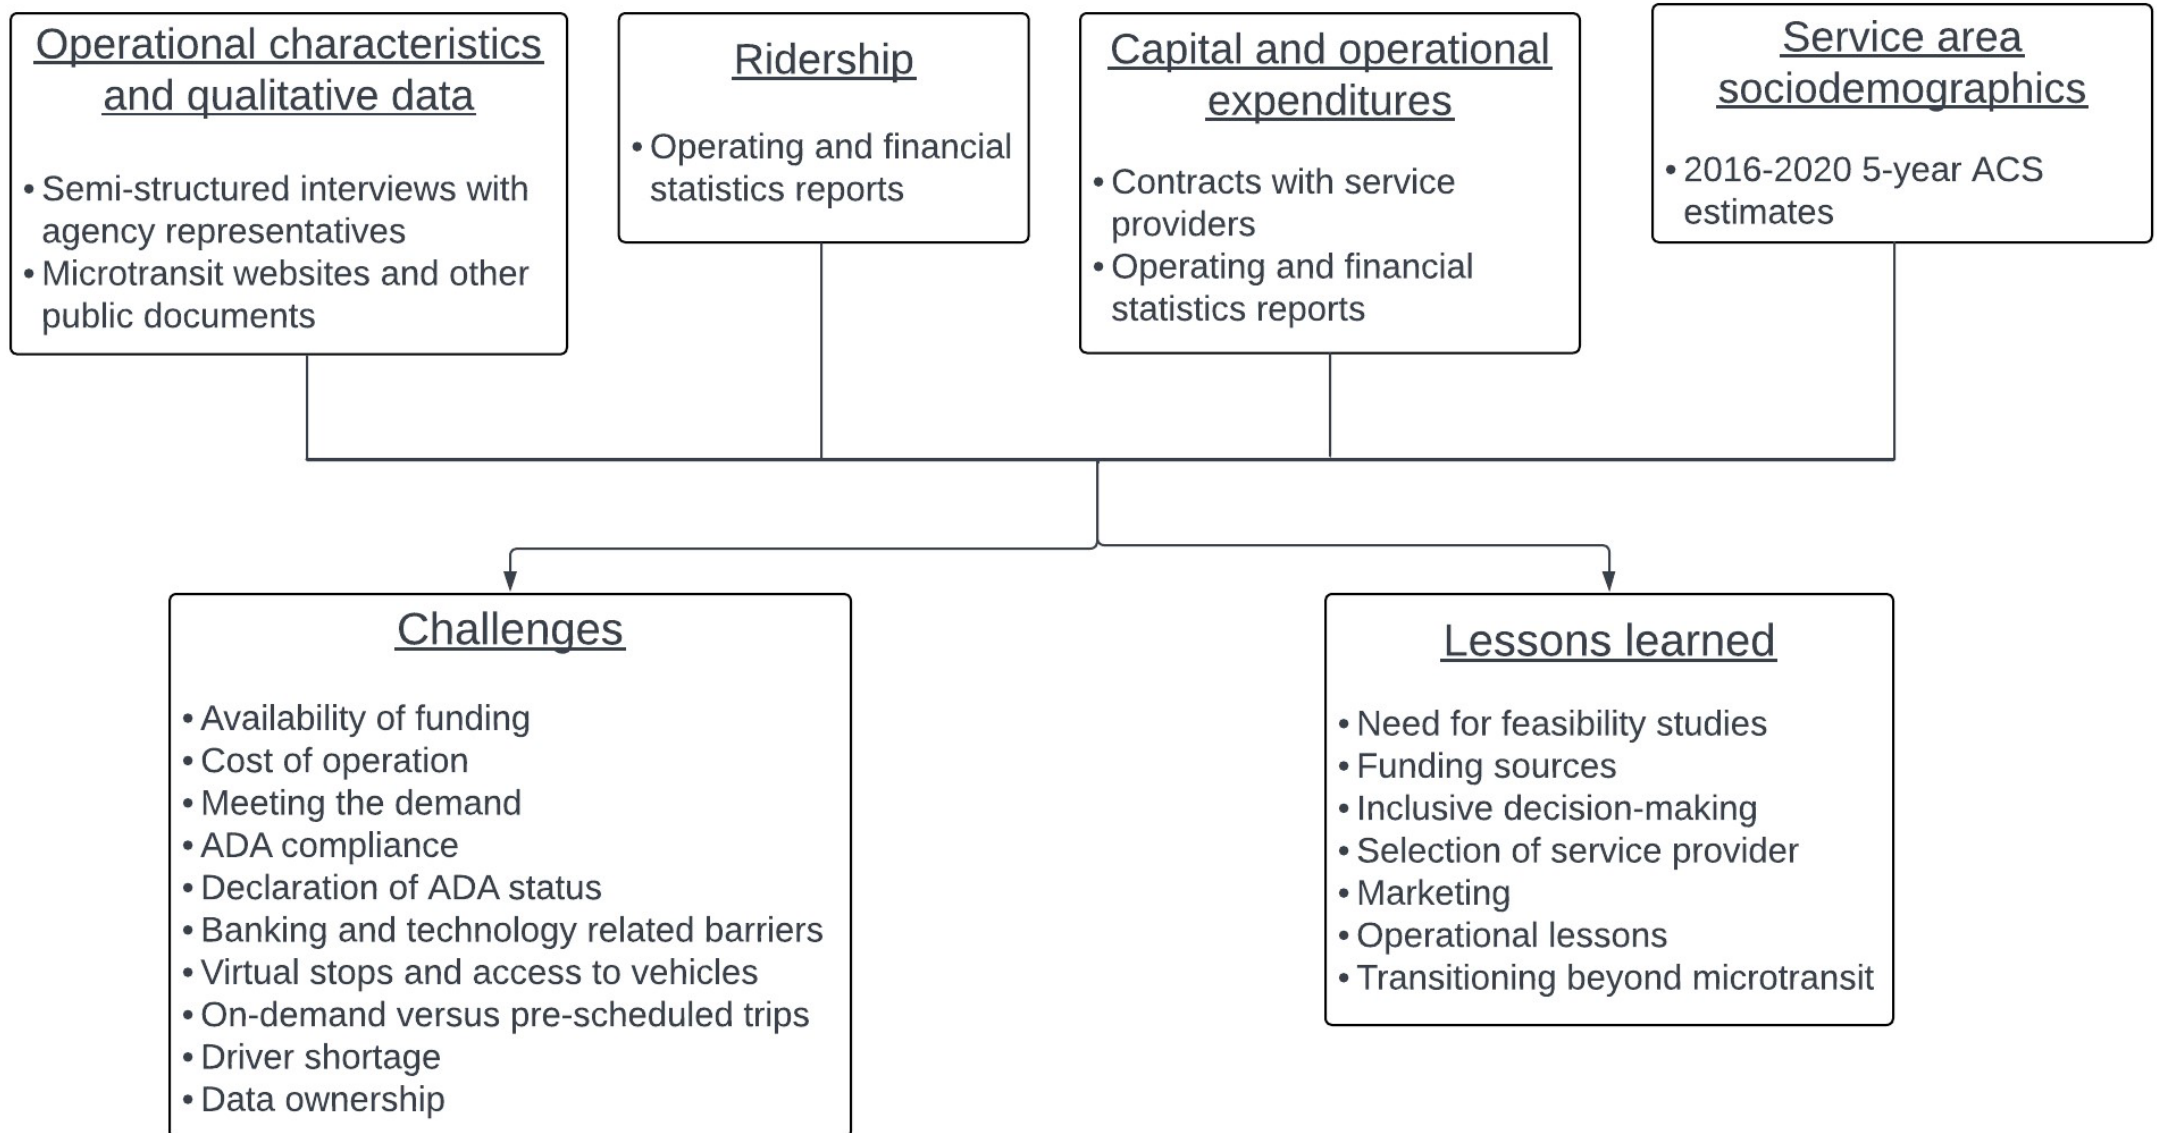 Operational characteristics
and qualitative data
• Semi-structured interviews with
agency representatives
• Microtransit websites and other
public documents
Ridership
• Operating and financial
statistics reports
Capital and operational
expenditures
• Contracts with service
providers
• Operating and financial
statistics reports
Service area
sociodemographics
• 2016-2020 5-year ACS
estimates
Challenges
• Availability of funding
• Cost of operation
• Meeting the demand
• ADA compliance
• Declaration of ADA status
• Banking and technology related barriers
• Virtual stops and access to vehicles
• On-demand versus pre-scheduled trips
• Driver shortage
• Data ownership
Lessons learned
• Need for feasibility studies
• Funding sources
• Inclusive decision-making
• Selection of service provider
• Marketing
• Operational lessons
• Transitioning beyond microtransit